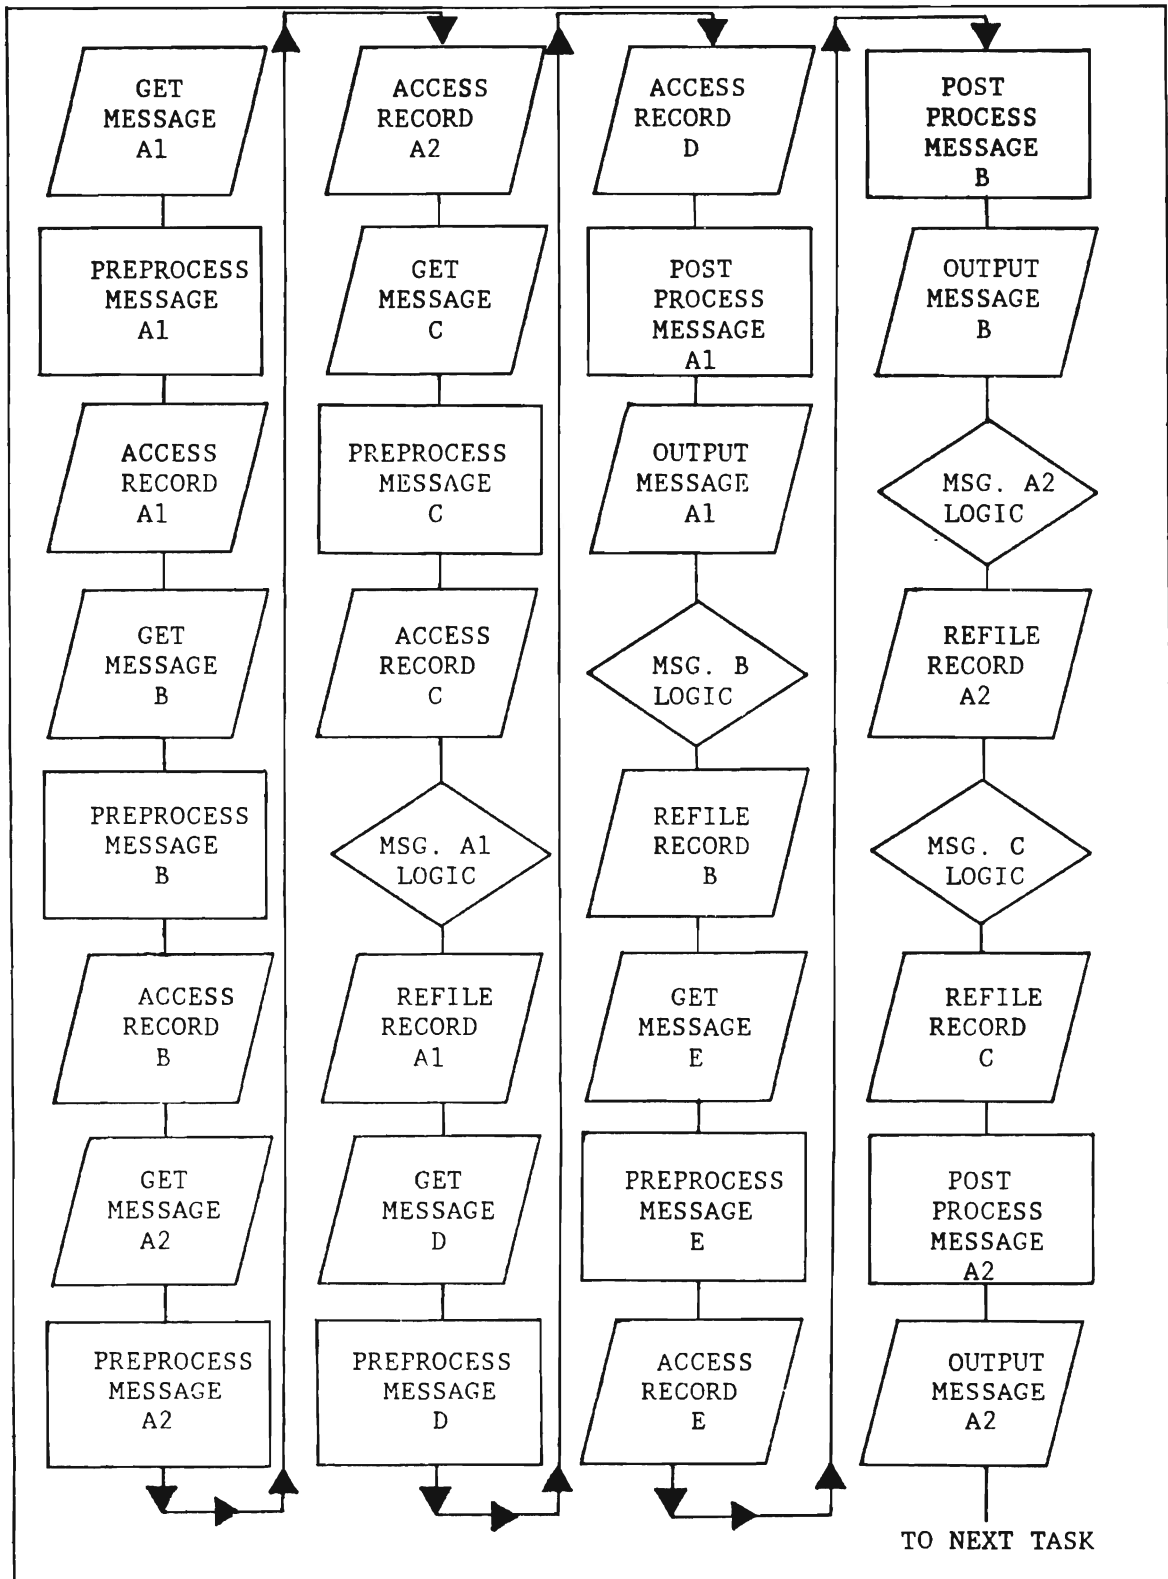 GET
MESSAGE
A1
PREPROCESS
MESSAGE
A1
ACCESS
RECORD
A1
GET
MESSAGE
B
PREPROCESS
MESSAGE
B
ACCESS
RECORD
B
GET
MESSAGE
A2
PREPROCESS
MESSAGE
A2
ACCESS
RECORD
A2
GET
MESSAGE
C
PREPROCESS
MESSAGE
C
ACCESS
RECORD
C
MSG. A1
LOGIC
REFILE
RECORD
A1
GET
MESSAGE
D
PREPROCESS
MESSAGE
D
ACCESS
RECORD
D
POST
PROCESS
MESSAGE
A1
OUTPUT
MESSAGE
A1
MSG. B
LOGIC
REFILE
RECORD
B
GET
MESSAGE
E
PREPROCESS
MESSAGE
E
ACCESS
RECORD
E
POST
PROCESS
MESSAGE
B
OUTPUT
MESSAGE
B
MSG. A2
LOGIC
REFILE
RECORD
A2
MSG. C
LOGIC
REFILE
RECORD
C
POST
PROCESS
MESSAGE
A2
OUTPUT
MESSAGE
A2
TO NEXT TASK